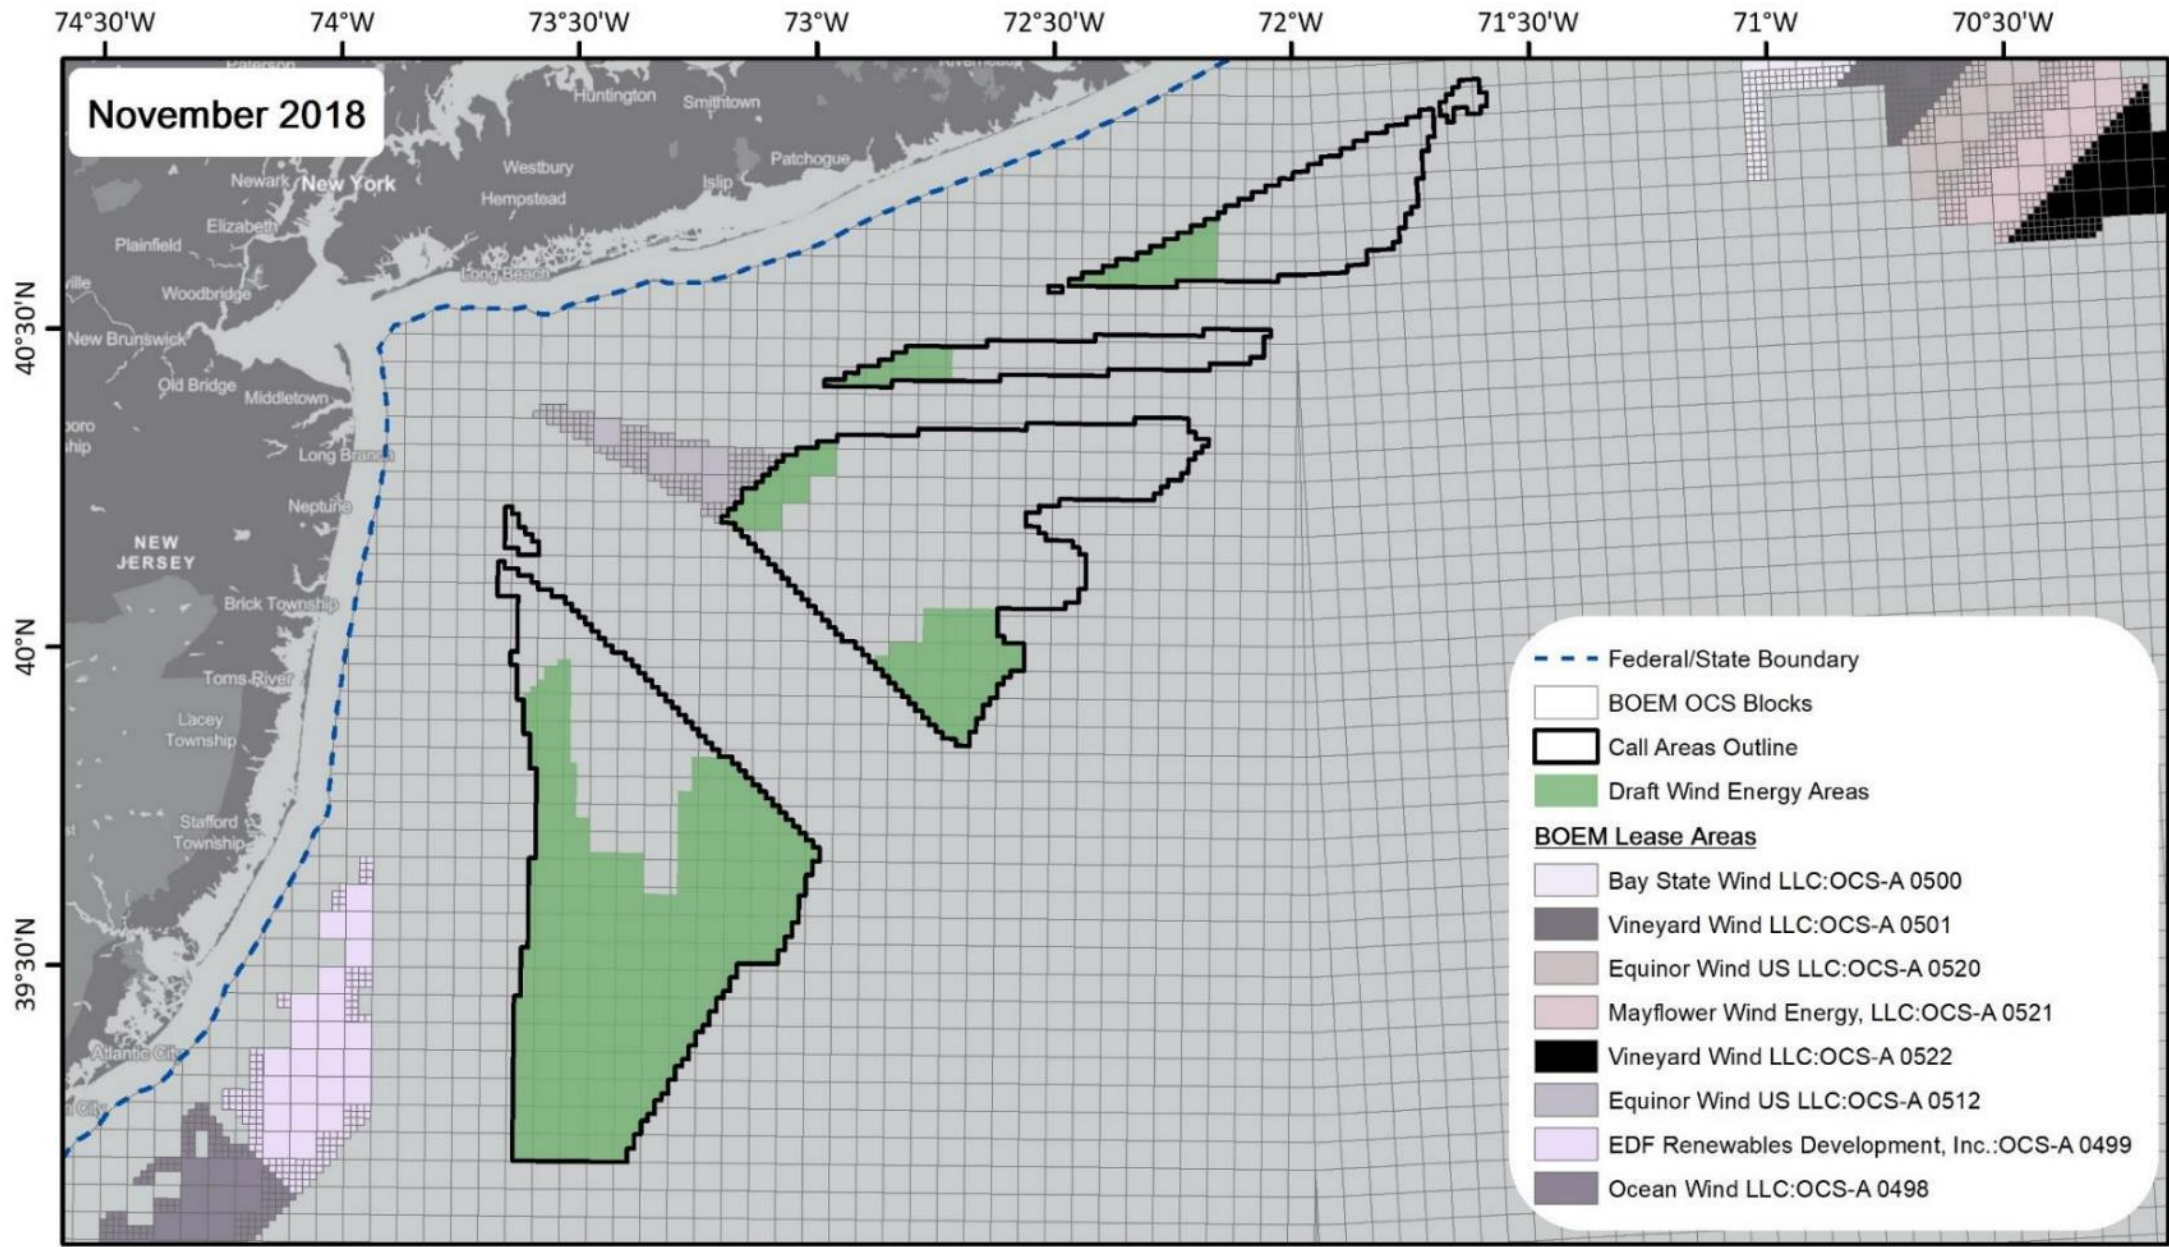 74°30'W 74°W 73°30'W 73°W 72°30'W 72°W 71°30'W 71°W 70°30'W
November 2018
Paterson
Huntington
Smithtown
Westbury
Patchogue
Newark
New York
Hempstead
Islip
Elizabeth
Plainfield
Long Beach
Woodbridge
40°30'N
New Brunswick
Old Bridge
Middletown
Long Branch
Neptune
NEW
JERSEY
Brick Township
40°N
Toms River
Lacey
Township
Stafford
Township
39°30'N
Atlantic City
Federal/State Boundary
BOEM OCS Blocks
Call Areas Outline
Draft Wind Energy Areas
BOEM Lease Areas
Bay State Wind LLC:OCS-A 0500
Vineyard Wind LLC:OCS-A 0501
Equinor Wind US LLC:OCS-A 0520
Mayflower Wind Energy, LLC:OCS-A 0521
Vineyard Wind LLC:OCS-A 0522
Equinor Wind US LLC:OCS-A 0512
EDF Renewables Development, Inc.:OCS-A 0499
Ocean Wind LLC:OCS-A 0498